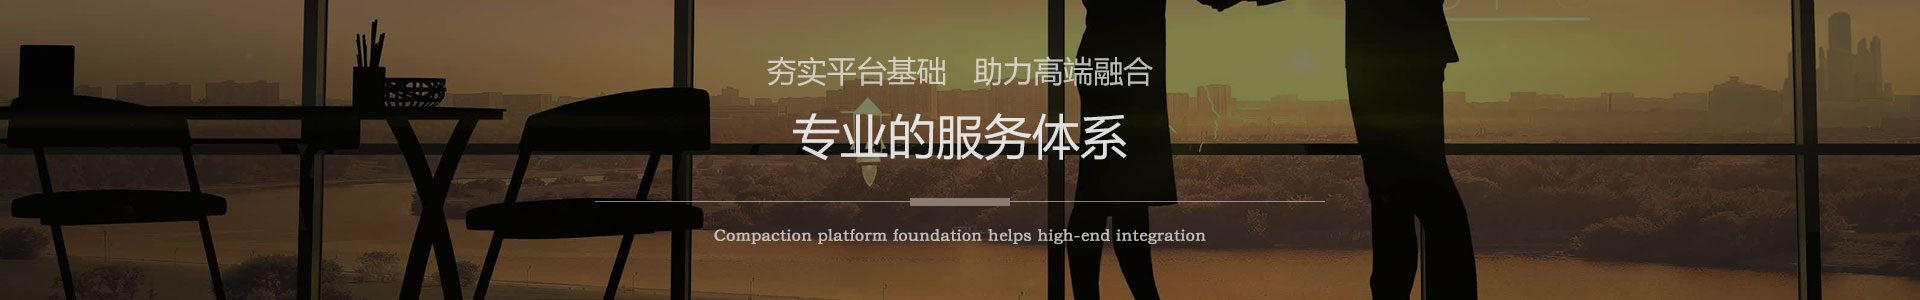 夯实平台基础 助力高端融合
专业的服务体系
Compaction platform foundation helps high-end integration